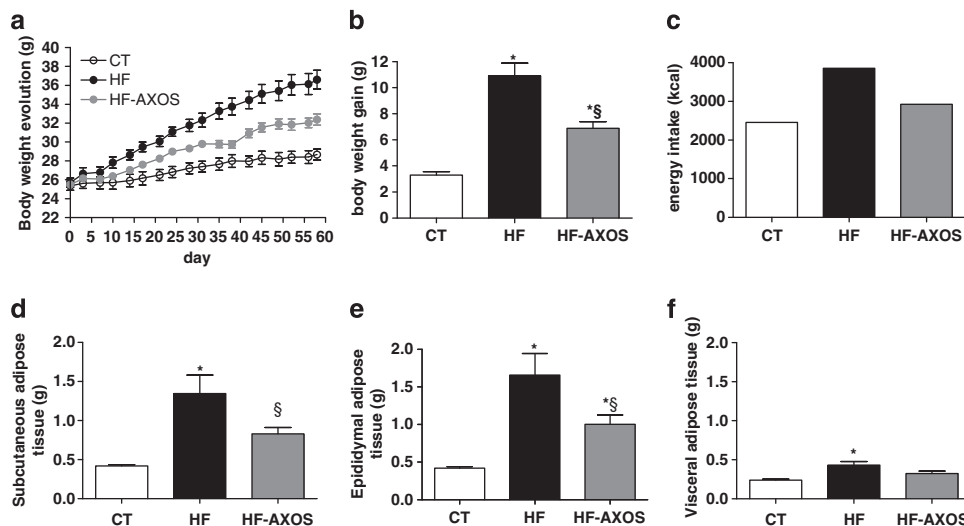 a
Body weight evolution (g)
40
38
36
34
32
30
28
26
24
22
CT
HF
HF-AXOS
0 5 10 15 20 25 30 35 40 45 50 55 60
day
b
body weight gain (g)
12
10
8
6
4
2
0
*
*§
CT HF HF-AXOS
c
energy intake (kcal)
4000
3000
2000
1000
0
CT HF HF-AXOS
d
Subcutaneous adipose
tissue (g)
2.0
1.5
1.0
0.5
0.0
*
§
CT HF HF-AXOS
e
Epididymal adipose
tissue (g)
2.0
1.5
1.0
0.5
0.0
*
*§
CT HF HF-AXOS
f
Visceral adipose tissue (g)
2.0
1.5
1.0
0.5
0.0
*
CT HF HF-AXOS